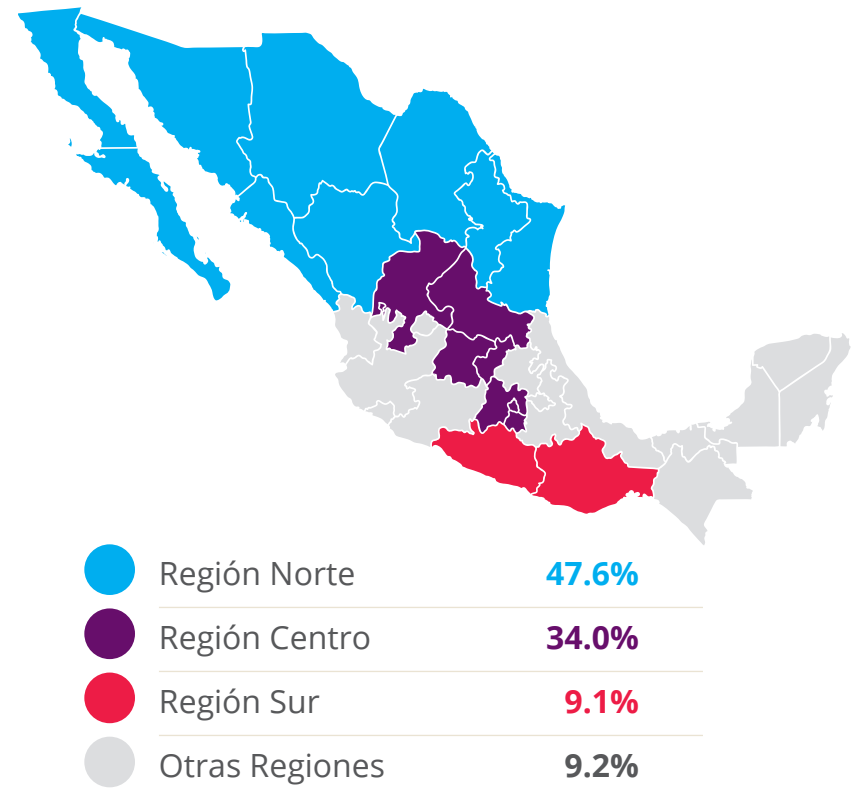 Región Norte 47.6%
Región Centro 34.0%
Región Sur 9.1%
Otras Regiones 9.2%